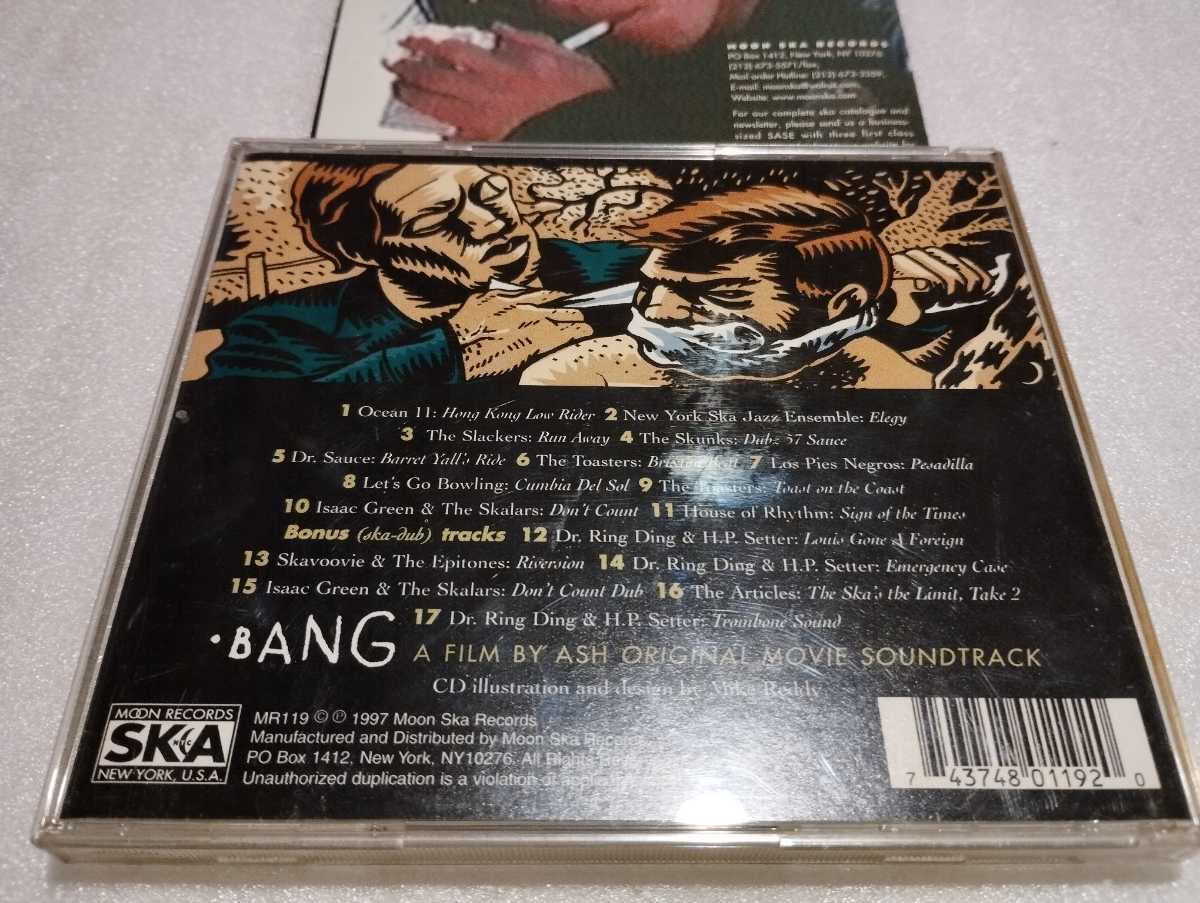 MOON SKA RECORDS
PO Box 1412, New York, NY 10276
(212) 673-5571/fax,
Mail order Hotline: (212) 673-3359,
E-mail:
Website: www.moonska.com
For our complete ska catalogue and
newsletter, please send us a business-
sized SASE with three first class
1 Ocean 11: Hong Kong Low Rider 2 New York Ska Jazz Ensemble: Elegy
3 The Slackers: Run Away 4 The Skunks: Dubz 57 Sauce
5 Dr. Sauce: Barret Yall's Ride 6 The Toasters: Brixton Beat 7 Los Pies Negros: Pesadilla
8 Let's Go Bowling: Cumbia Del Sol 9 The Toasters: Toast on the Coast
10 Isaac Green & The Skalars: Don't Count 11 House of Rhythm: Sign of the Times
Bonus (ska-dub) tracks 12 Dr. Ring Ding & H.P. Setter: Louis Gone A Foreign
13 Skavoovie & The Epitones: Riversion 14 Dr. Ring Ding & H.P. Setter: Emergency Case
15 Isaac Green & The Skalars: Don't Count Dub 16 The Articles: The Ska's the Limit, Take 2
17 Dr. Ring Ding & H.P. Setter: Trombone Sound
•BANG A FILM BY ASH ORIGINAL MOVIE SOUNDTRACK
CD illustration and design by Mike Reddy
MOON RECORDS
SKA
NYC
NEW YORK, U.S.A.
MR119 © ℗ 1997 Moon Ska Records
Manufactured and Distributed by Moon Ska Records
PO Box 1412, New York, NY10276. All Rights
Unauthorized duplication is a violation of
7 43748 01192 0